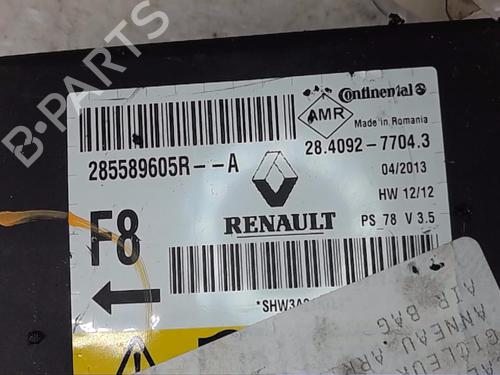 B-PARTS
Continental
AMR
Made in Romania
285589605R--A
28.4092-7704.3
04/2013
HW 12/12
PS 78 V 3.5
F8
RENAULT
*SHW3A0
AIR BAG
ANNEAU